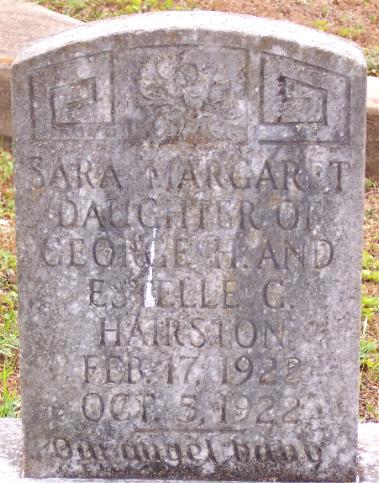 SARA MARGARET
DAUGHTER OF
GEORGE H. AND
ESTELLE G.
HAIRSTON
FEB. 17, 1922
OCT. 5, 1922
Our angel baby